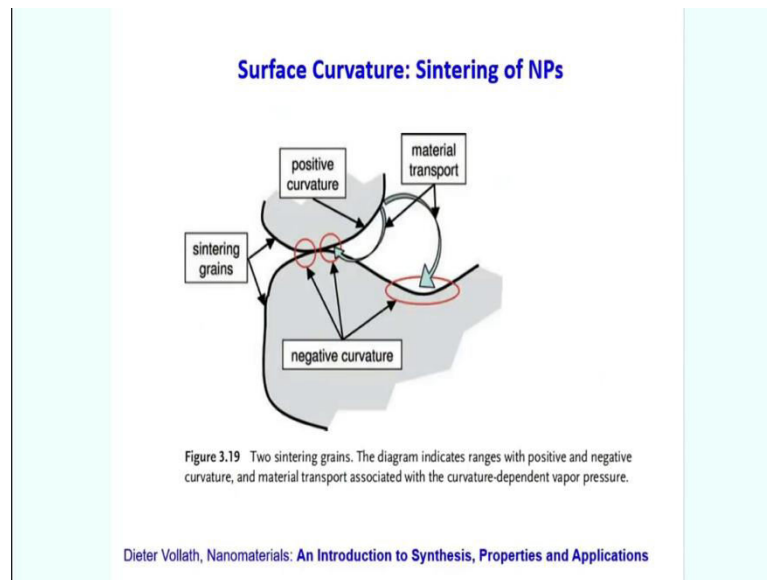 Surface Curvature: Sintering of NPs
material
transport
positive
curvature
sintering
grains
negative curvature
Figure 3.19 Two sintering grains. The diagram indicates ranges with positive and negative
curvature, and material transport associated with the curvature-dependent vapor pressure.
Dieter Vollath, Nanomaterials: An Introduction to Synthesis, Properties and Applications